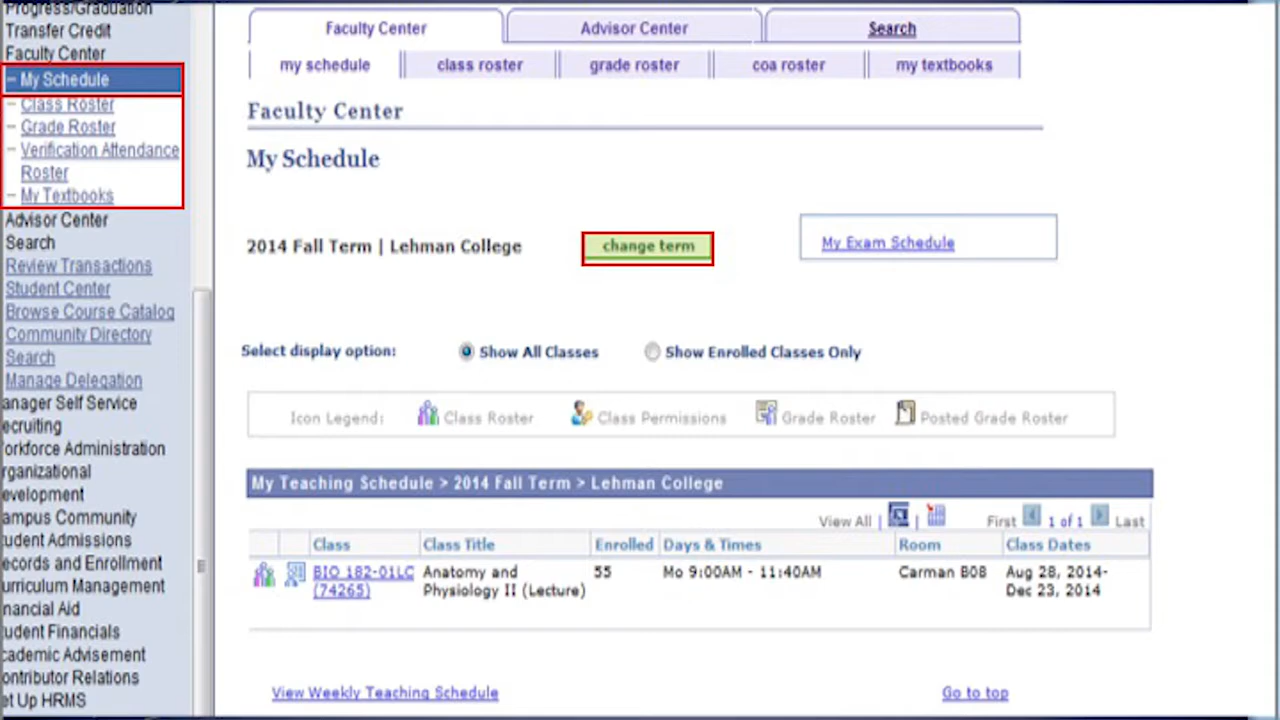 Progress/Graduation
Transfer Credit
Faculty Center
My Schedule
Class Roster
Grade Roster
Verification Attendance
Roster
My Textbooks
Advisor Center
Search
Review Transactions
Student Center
Browse Course Catalog
Community Directory
Search
Manage Delegation
anager Self Service
ecruiting
orkforce Administration
rganizational
evelopment
ampus Community
tudent Admissions
ecords and Enrollment
urriculum Management
nancial Aid
tudent Financials
cademic Advisement
ontributor Relations
et Up HRMS
Faculty Center Advisor Center Search
my schedule class roster grade roster coa roster my textbooks
Faculty Center
My Schedule
2014 Fall Term | Lehman College change term My Exam Schedule
Select display option: Show All Classes Show Enrolled Classes Only
Icon Legend: Class Roster Class Permissions Grade Roster Posted Grade Roster
My Teaching Schedule > 2014 Fall Term > Lehman College
View All | | First 1 of 1 Last
Class Class Title Enrolled Days & Times Room Class Dates
BIO 182-01LC Anatomy and 55 Mo 9:00AM - 11:40AM Carman B08 Aug 28, 2014-
(74265) Physiology II (Lecture) Dec 23, 2014
View Weekly Teaching Schedule Go to top